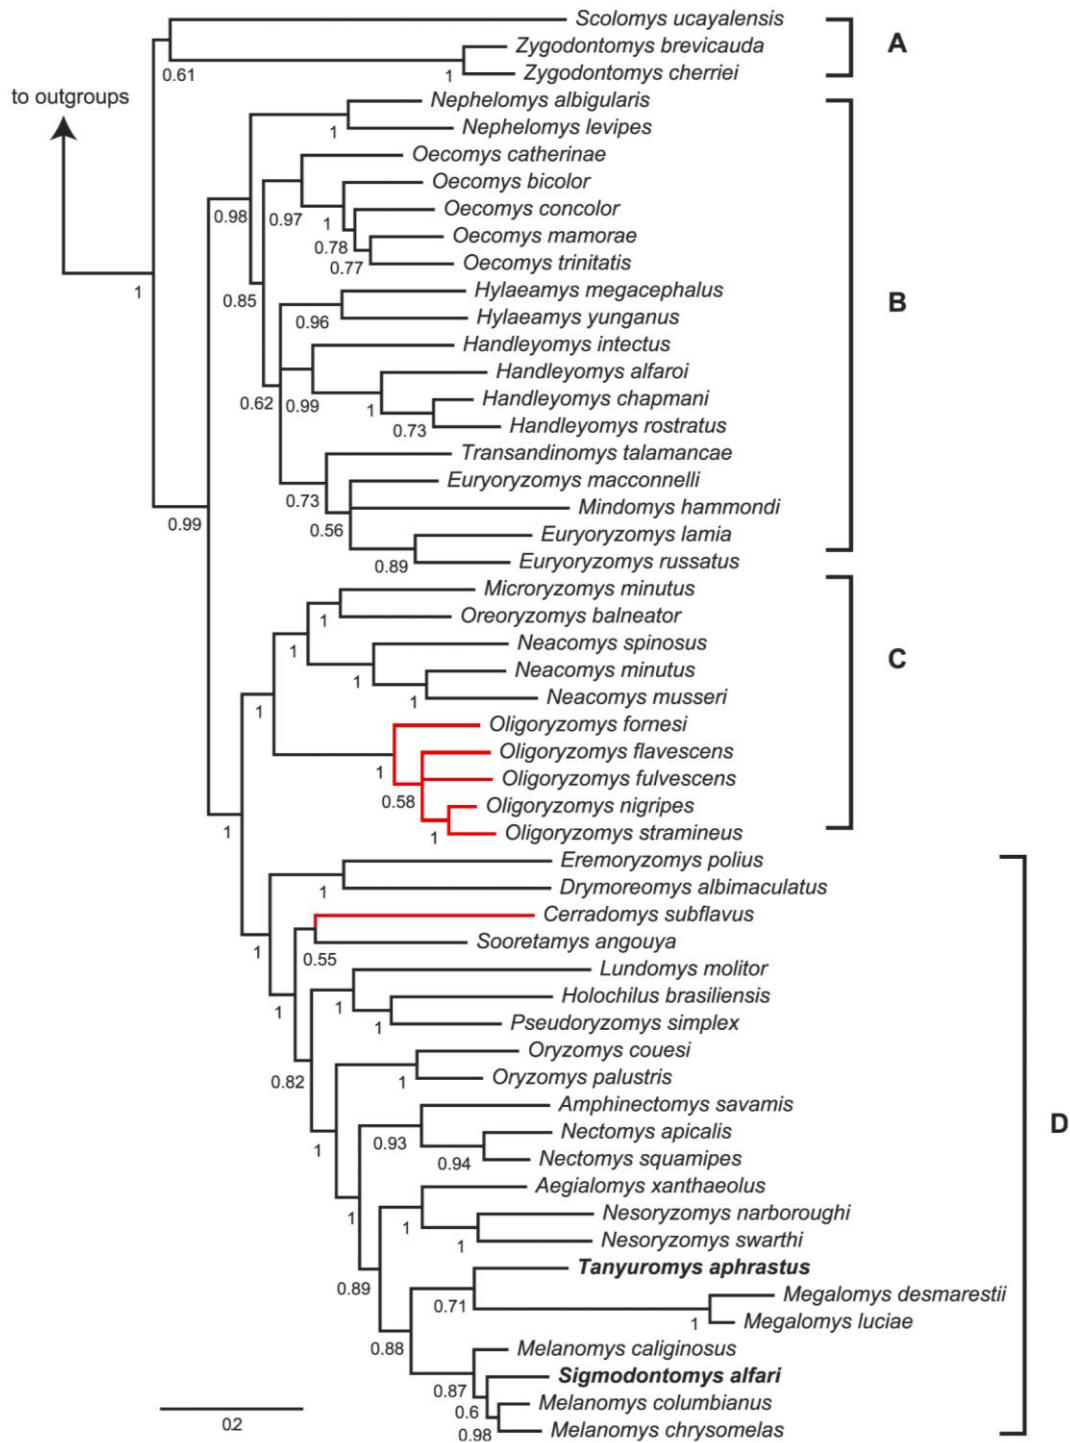 Scolomys ucayalensis
A
Zygodontomys brevicauda
0.61
1
Zygodontomys cherriei
to outgroups
Nephelomys albigularis
1
Nephelomys levipes
Oecomys catherinae
Oecomys bicolor
0.98
0.97
1
Oecomys concolor
0.78
Oecomys mamorae
0.77
Oecomys trinitatis
1
0.85
Hylaeamys megacephalus
B
0.96
Hylaeamys yunganus
Handleyomys intectus
Handleyomys alfaroi
0.62
0.99
1
Handleyomys chapmani
0.73
Handleyomys rostratus
Transandinomys talamancae
0.73
Euryoryzomys macconnelli
Mindomys hammondi
0.99
0.56
Euryoryzomys lamia
0.89
Euryoryzomys russatus
Microryzomys minutus
1
Oreoryzomys balneator
1
Neacomys spinosus
C
1
Neacomys minutus
1
Neacomys musseri
1
Oligoryzomys fornesi
Oligoryzomys flavescens
1
Oligoryzomys fulvescens
0.58
Oligoryzomys nigripes
1
1
Oligoryzomys stramineus
Eremoryzomys polius
1
Drymoreomys albimaculatus
Cerradomys subflavus
1
0.55
Sooretamys angouya
Lundomys molitor
1
1
Holochilus brasiliensis
1
Pseudoryzomys simplex
Oryzomys couesi
0.82
1
Oryzomys palustris
Amphinectomys savamis
D
1
0.93
Nectomys apicalis
0.94
Nectomys squamipes
Aegialomys xanthaeolus
1
1
Nesoryzomys narboroughi
1
Nesoryzomys swarthi
Tanyuromys aphrastus
0.89
0.71
Megalomys desmarestii
1
Megalomys luciae
0.88
Melanomys caliginosus
0.87
Sigmodontomys alfari
0.6
Melanomys columbianus
0.98
Melanomys chrysomelas
0.2